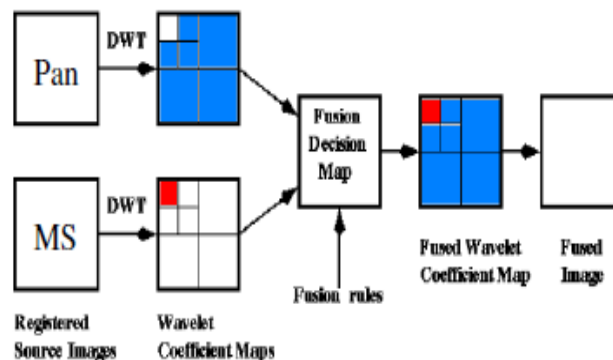 Pan
DWT
MS
DWT
Fusion
Decision
Map
Fusion rules
Registered
Source Images
Wavelet
Coefficient Maps
Fused Wavelet
Coefficient Map
Fused
Image